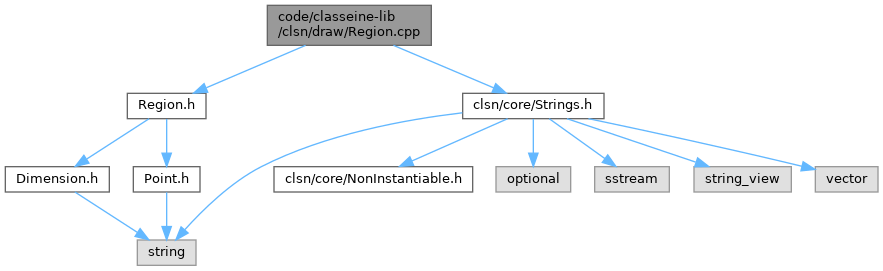 code/classeine-lib
/clsn/draw/Region.cpp
Region.h
clsn/core/Strings.h
Dimension.h
Point.h
clsn/core/NonInstantiable.h
optional
sstream
string_view
vector
string